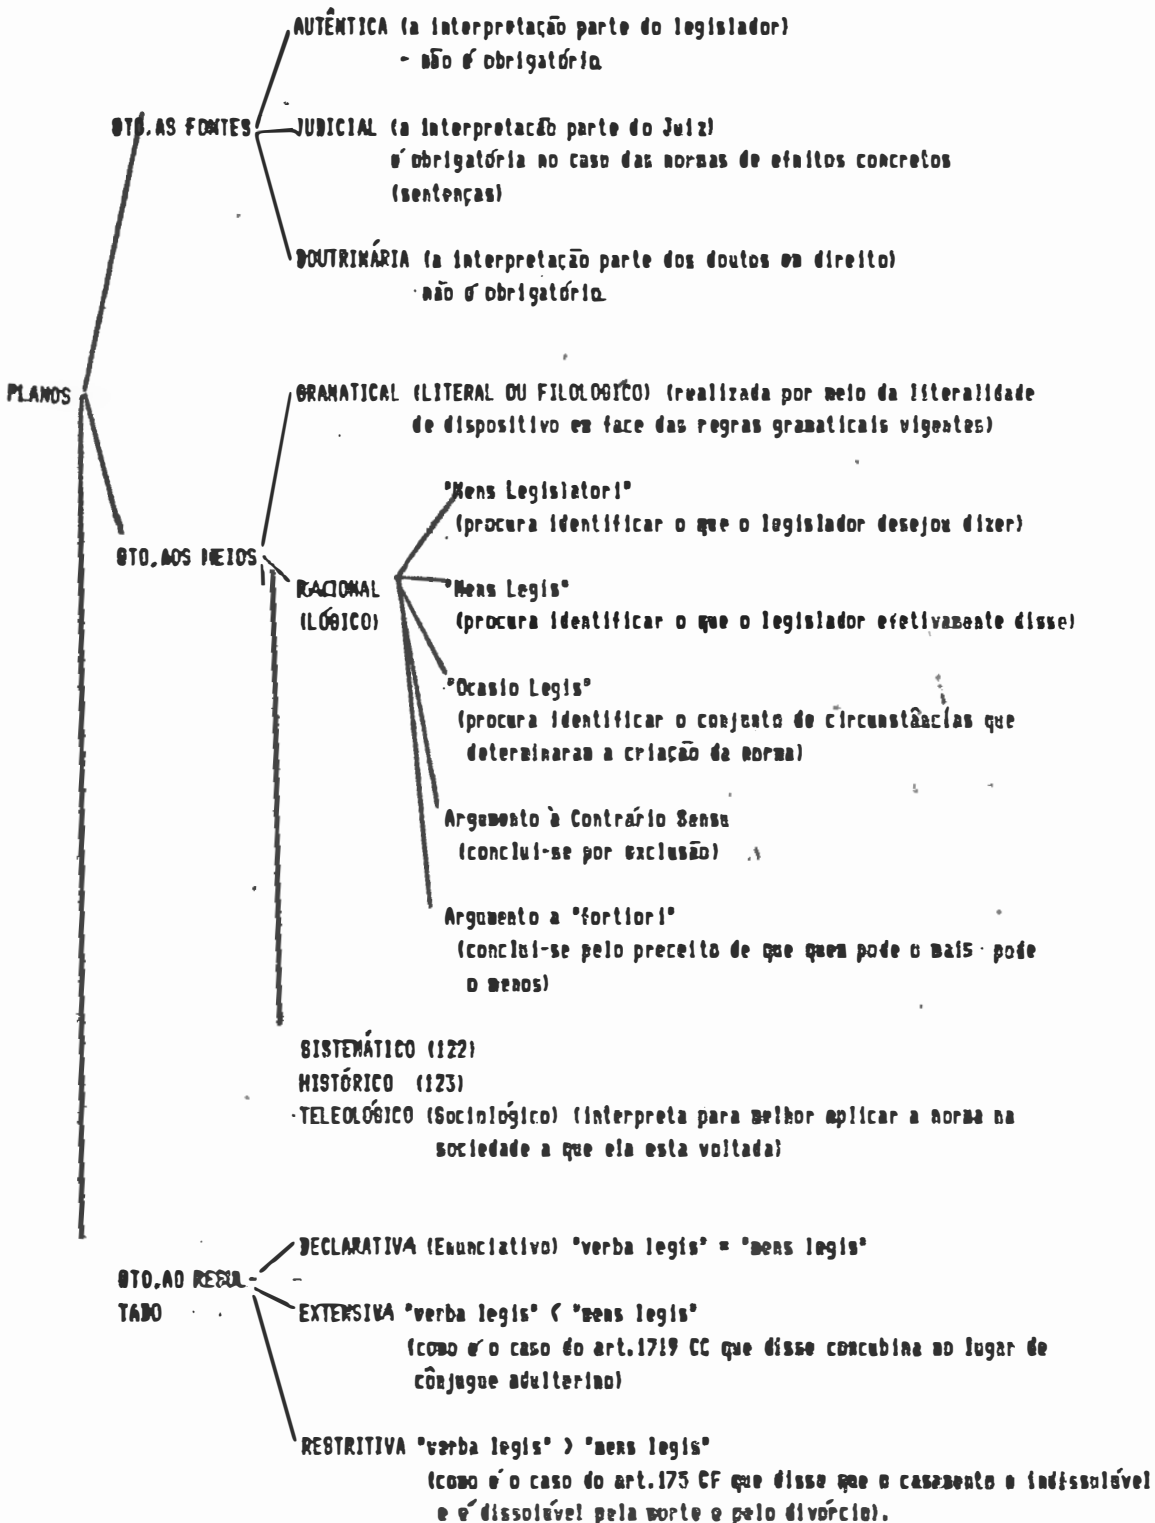 AUTÊNTICA (a interpretação parte do legislador)
- não é obrigatório
QTO.AS FONTES
JUDICIAL (a interpretação parte do Juiz)
é obrigatória no caso das normas de efeitos concretos
(sentenças)
DOUTRINÁRIA (a interpretação parte dos doutos em direito)
não é obrigatório
PLANOS
GRAMATICAL (LITERAL OU FILOLOGICO) (realizada por meio da literalidade
de dispositivo em face das regras gramaticais vigentes)
"Mens Legislatori"
(procura identificar o que o legislador desejou dizer)
QTO.AOS MEIOS
RACIONAL
(LÓGICO)
"Mens Legis"
(procura identificar o que o legislador efetivamente disse)
"Ocasio Legis"
(procura identificar o conjunto de circunstâncias que
determinaram a criação da norma)
Argumento à Contrário Sensu
(conclui-se por exclusão)
Argumento a "fortiori"
(conclui-se pelo preceito de que quem pode o mais pode
o menos)
SISTEMÁTICO (122)
HISTÓRICO (123)
TELEOLÓGICO (Sociológico) (interpreta para melhor aplicar a norma na
sociedade a que ela esta voltada)
DECLARATIVA (Enunciativo) "verba legis" = "mens legis"
QTO.AO RESUL-
TADO
EXTENSIVA "verba legis" < "mens legis"
(como é o caso do art.1719 CC que disse concubina no lugar de
cônjugue adulterino)
RESTRITIVA "verba legis" > "mens legis"
(como é o caso do art.175 CF que disse que o casamento e indissolúvel
e é dissolúvel pela morte e pelo divórcio).